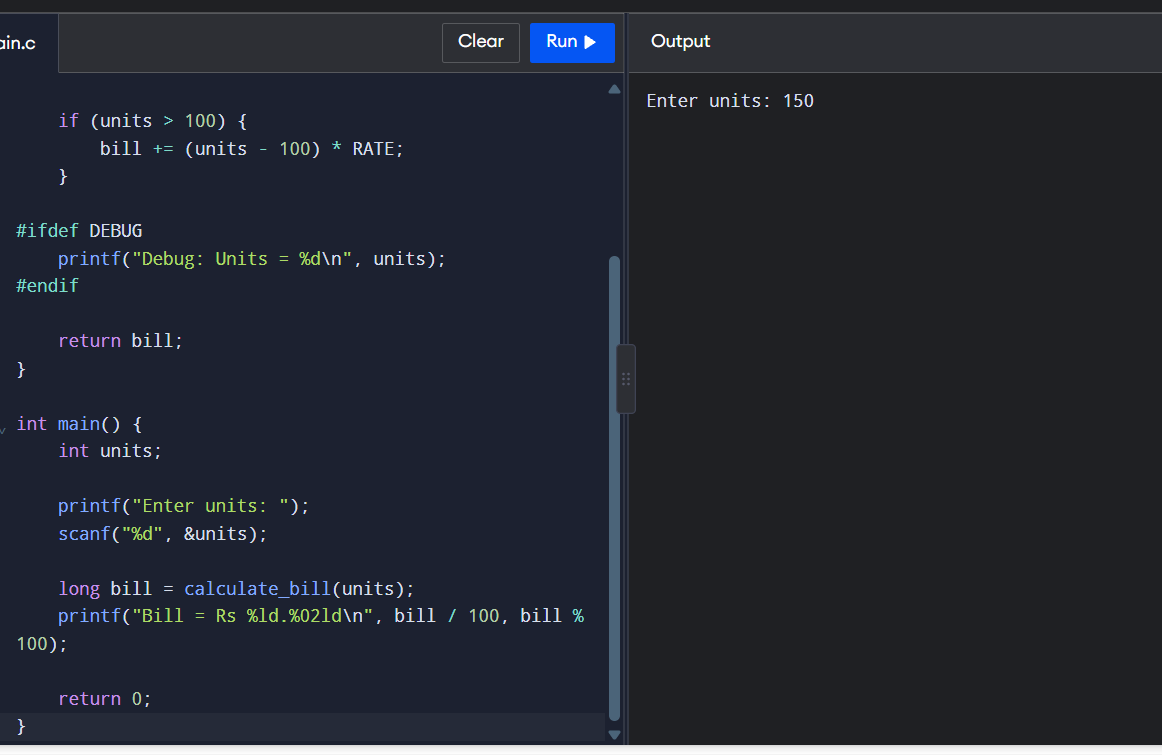 ain.c
Clear
Run
Output
if (units > 100) {
        bill += (units - 100) * RATE;
    }
#ifdef DEBUG
    printf("Debug: Units = %d\n", units);
#endif
    return bill;
}
int main() {
    int units;
    printf("Enter units: ");
    scanf("%d", &units);
    long bill = calculate_bill(units);
    printf("Bill = Rs %ld.%02ld\n", bill / 100, bill %
100);
    return 0;
}
Enter units: 150